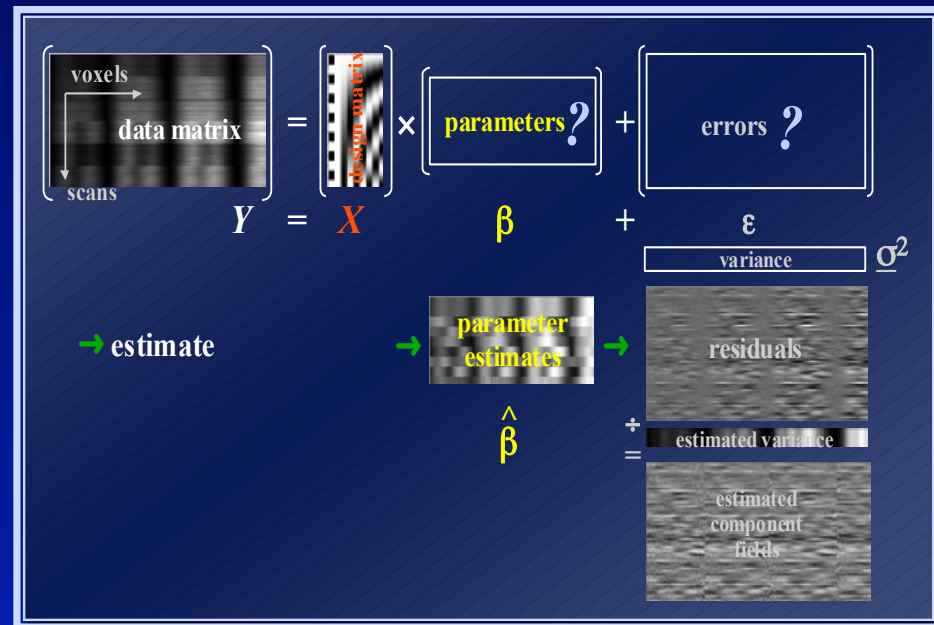 voxels
data matrix
scans
=
design matrix
×
parameters ?
+
errors ?
Y = X β + ε
variance σ²
→ estimate → parameter
estimates
→ residuals
^
β
÷
estimated variance
=
estimated
component
fields